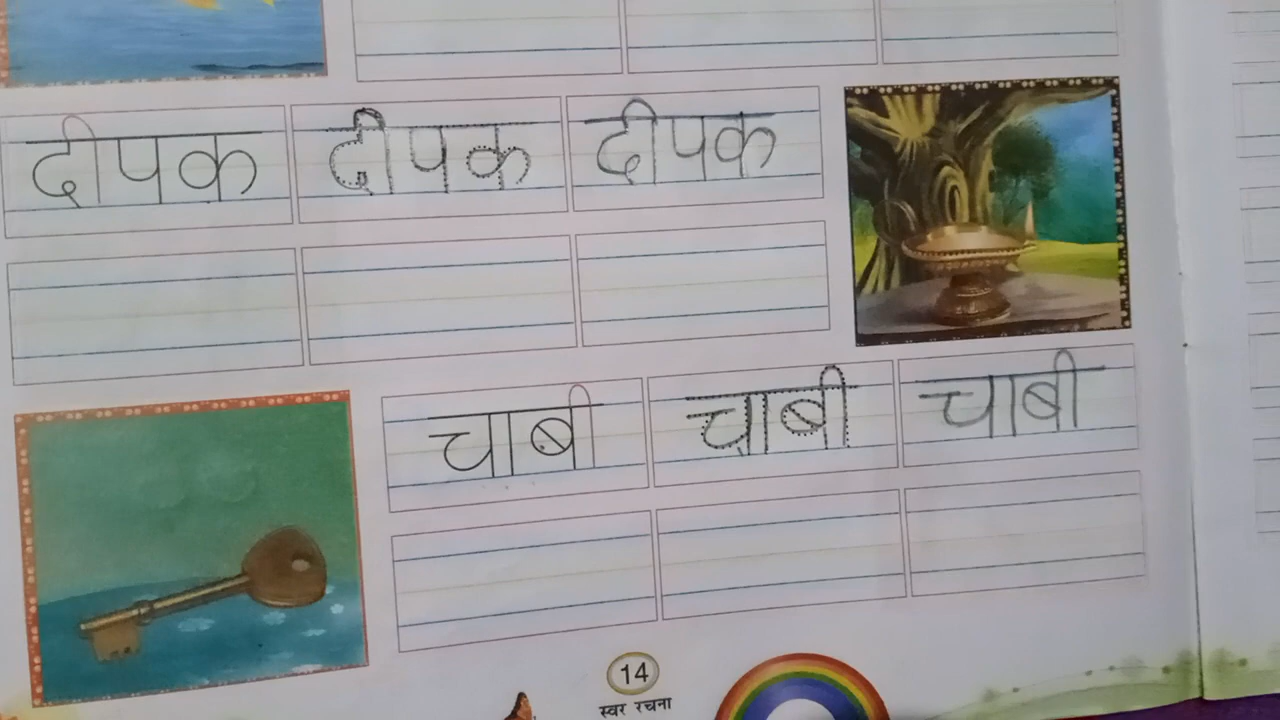 दीपक दीपक दीपक
चाबी चाबी चाबी
14
स्वर रचना